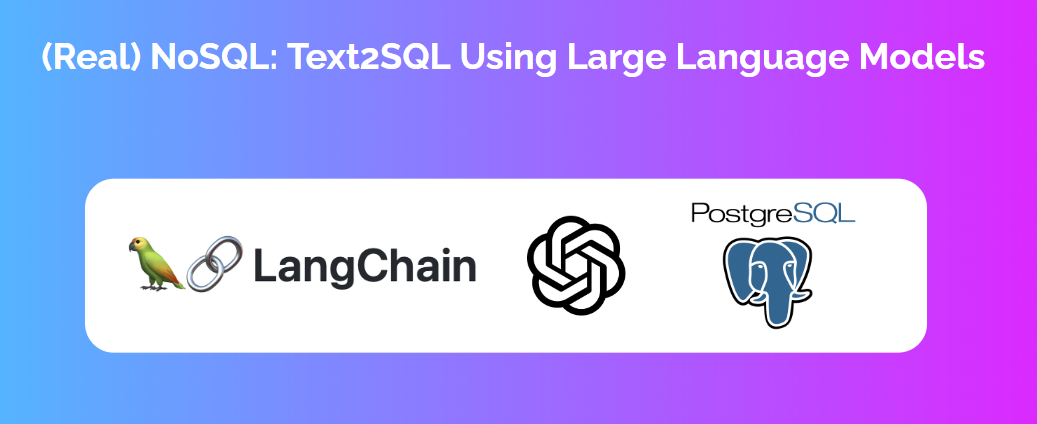 (Real) NoSQL: Text2SQL Using Large Language Models
LangChain
PostgreSQL